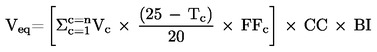 V_eq = [Σ_{c=1}^{c=n} V_c × (25 − T_c)/20 × FF_c] × CC × BI